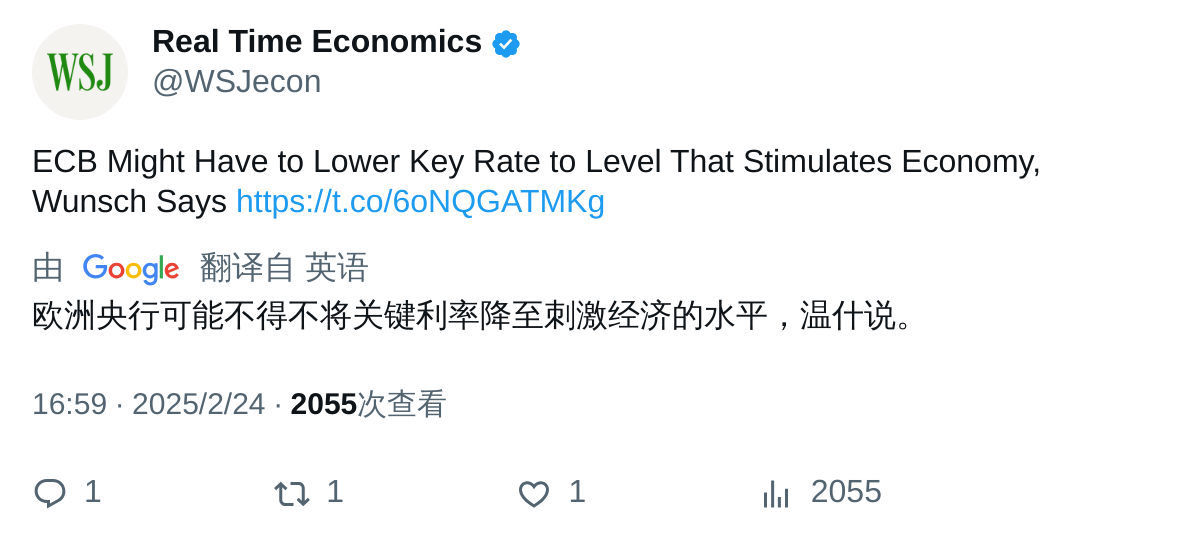 WSJ
Real Time Economics
@WSJecon
ECB Might Have to Lower Key Rate to Level That Stimulates Economy,
Wunsch Says https://t.co/6oNQGATMKg
由 Google 翻译自 英语
欧洲央行可能不得不将关键利率降至刺激经济的水平，温什说。
16:59 · 2025/2/24 · 2055次查看
1 1 1 2055